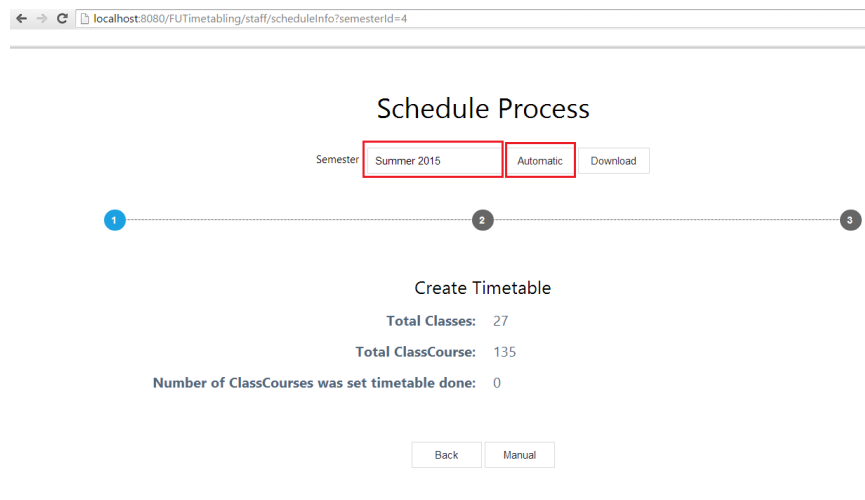 localhost:8080/FUTimetabling/staff/scheduleInfo?semesterId=4
Schedule Process
Semester Summer 2015 Automatic Download
1 2 3
Create Timetable
Total Classes: 27
Total ClassCourse: 135
Number of ClassCourses was set timetable done: 0
Back Manual